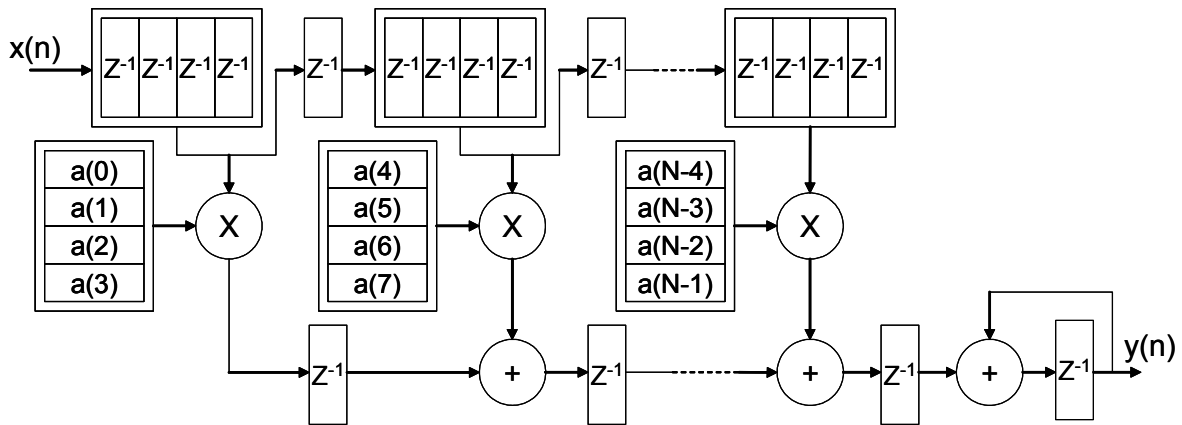 x(n)
Z⁻¹ Z⁻¹ Z⁻¹ Z⁻¹
Z⁻¹
Z⁻¹ Z⁻¹ Z⁻¹ Z⁻¹
Z⁻¹
Z⁻¹ Z⁻¹ Z⁻¹ Z⁻¹
a(0)
a(1)
a(2)
a(3)
X
a(4)
a(5)
a(6)
a(7)
X
a(N-4)
a(N-3)
a(N-2)
a(N-1)
X
Z⁻¹
+
Z⁻¹
+
Z⁻¹
+
Z⁻¹
y(n)